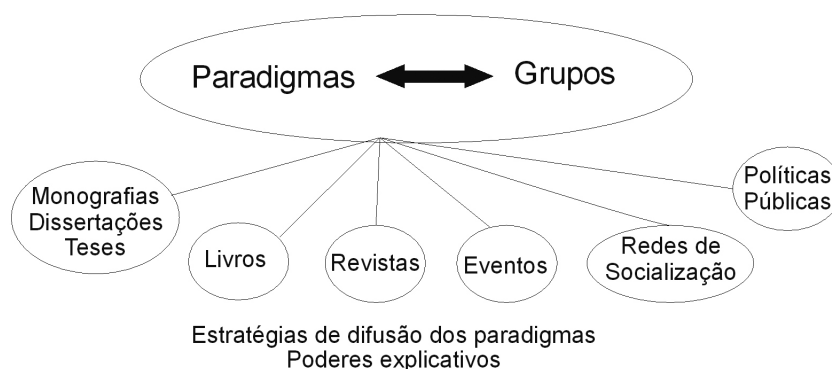 Paradigmas
Grupos
Monografias
Dissertações
Teses
Livros
Revistas
Eventos
Redes de
Socialização
Políticas
Públicas
Estratégias de difusão dos paradigmas
Poderes explicativos